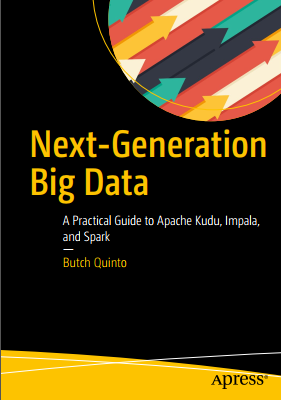 Next-Generation
Big Data
A Practical Guide to Apache Kudu, Impala,
and Spark
—
Butch Quinto
Apress®